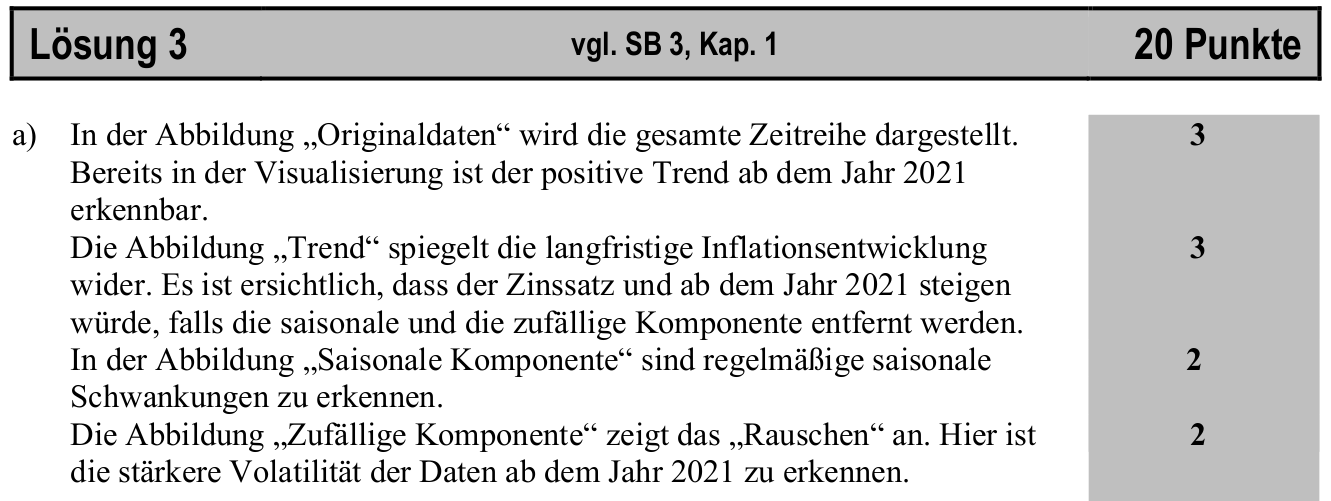 Lösung 3 vgl. SB 3, Kap. 1 20 Punkte
a) In der Abbildung „Originaldaten“ wird die gesamte Zeitreihe dargestellt. 3
Bereits in der Visualisierung ist der positive Trend ab dem Jahr 2021
erkennbar.
Die Abbildung „Trend“ spiegelt die langfristige Inflationsentwicklung 3
wider. Es ist ersichtlich, dass der Zinssatz und ab dem Jahr 2021 steigen
würde, falls die saisonale und die zufällige Komponente entfernt werden.
In der Abbildung „Saisonale Komponente“ sind regelmäßige saisonale 2
Schwankungen zu erkennen.
Die Abbildung „Zufällige Komponente“ zeigt das „Rauschen“ an. Hier ist 2
die stärkere Volatilität der Daten ab dem Jahr 2021 zu erkennen.